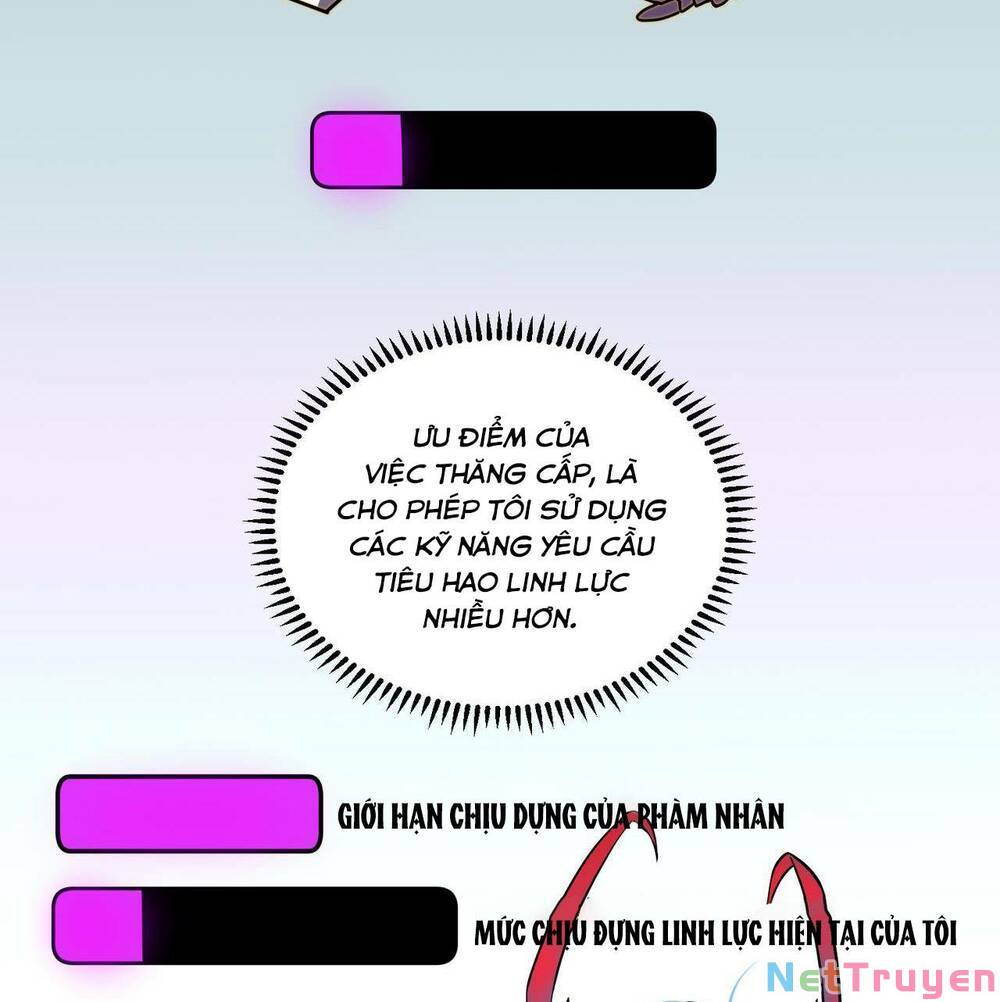 ƯU ĐIỂM CỦA
VIỆC THĂNG CẤP, LÀ
CHO PHÉP TÔI SỬ DỤNG
CÁC KỸ NĂNG YÊU CẦU
TIÊU HAO LINH LỰC
NHIỀU HƠN.
GIỚI HẠN CHỊU DỰNG CỦA PHÀM NHÂN
MỨC CHỊU ĐỰNG LINH LỰC HIỆN TẠI CỦA TÔI
NetTruyen